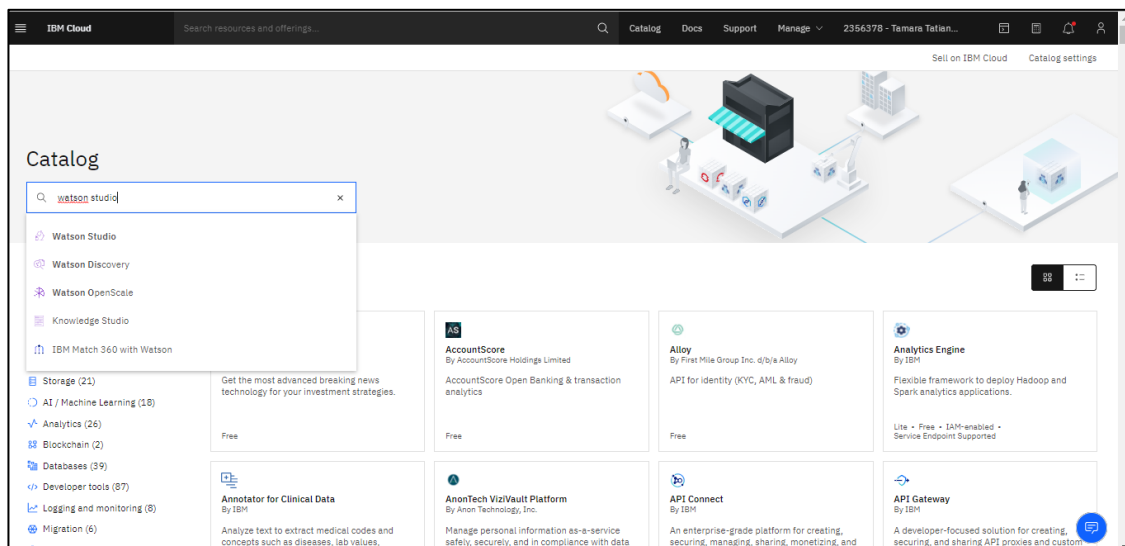 IBM Cloud
Search resources and offerings...
Catalog
Docs
Support
Manage
2356378 - Tamara Tatian...
Sell on IBM Cloud
Catalog settings
Catalog
watson studio
Watson Studio
Watson Discovery
Watson OpenScale
Knowledge Studio
IBM Match 360 with Watson
Storage (21)
AI / Machine Learning (18)
Analytics (26)
Blockchain (2)
Databases (39)
Developer tools (87)
Logging and monitoring (8)
Migration (6)
Get the most advanced breaking news
technology for your investment strategies.
Free
AS
AccountScore
By AccountScore Holdings Limited
AccountScore Open Banking & transaction
analytics
Free
Alloy
By First Mile Group Inc. d/b/a Alloy
API for identity (KYC, AML & fraud)
Free
Analytics Engine
By IBM
Flexible framework to deploy Hadoop and
Spark analytics applications.
Lite • Free • IAM-enabled •
Service Endpoint Supported
Annotator for Clinical Data
By IBM
Analyze text to extract medical codes and
concepts such as diseases, lab values,
AnonTech ViziVault Platform
By Anon Technology, Inc.
Manage personal information as-a-service
safely, securely, and in compliance with data
API Connect
By IBM
An enterprise-grade platform for creating,
securing, managing, sharing, monetizing, and
API Gateway
By IBM
A developer-focused solution for creating,
securing, and sharing API proxies and custom